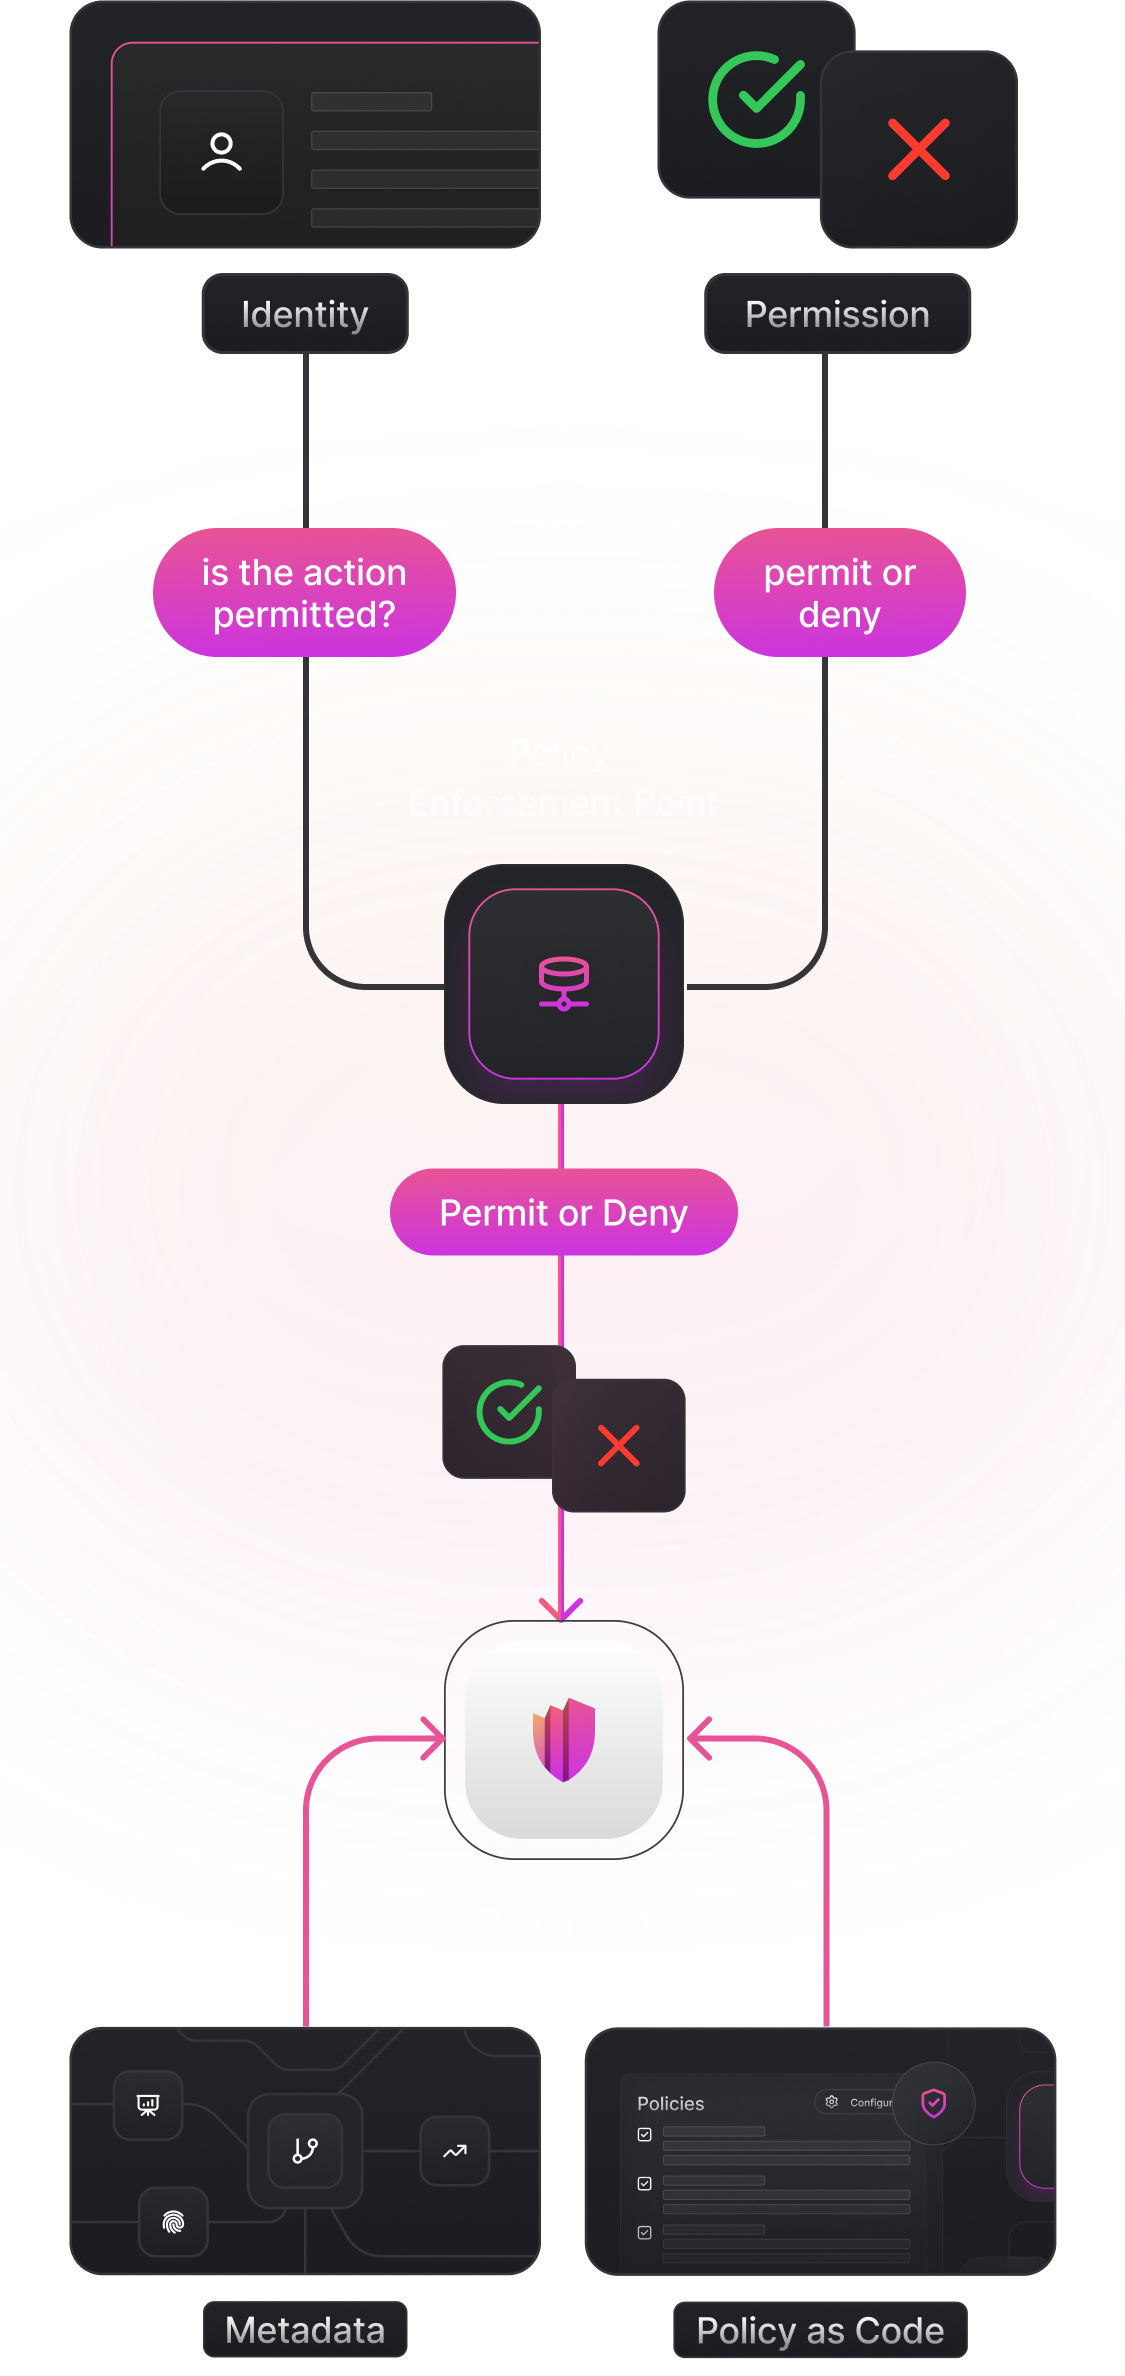 Identity
Permission
is the action
permitted?
permit or
deny
Policy
Enforcement Point
Permit or Deny
Policies
Configur
Metadata
Policy as Code